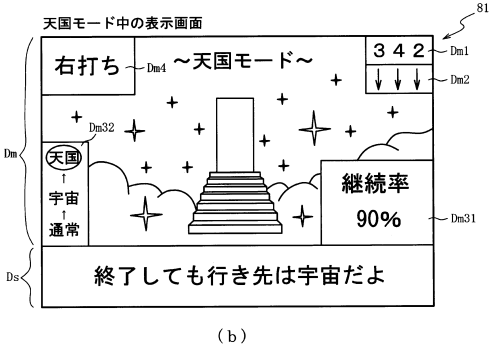 天国モード中の表示画面
81
右打ち
Dm4
~天国モード~
3 4 2
Dm1
↓ ↓ ↓
Dm2
Dm32
天国
↑
宇宙
↑
通常
Dm
継続率
90%
Dm31
Ds
終了しても行き先は宇宙だよ
(b)